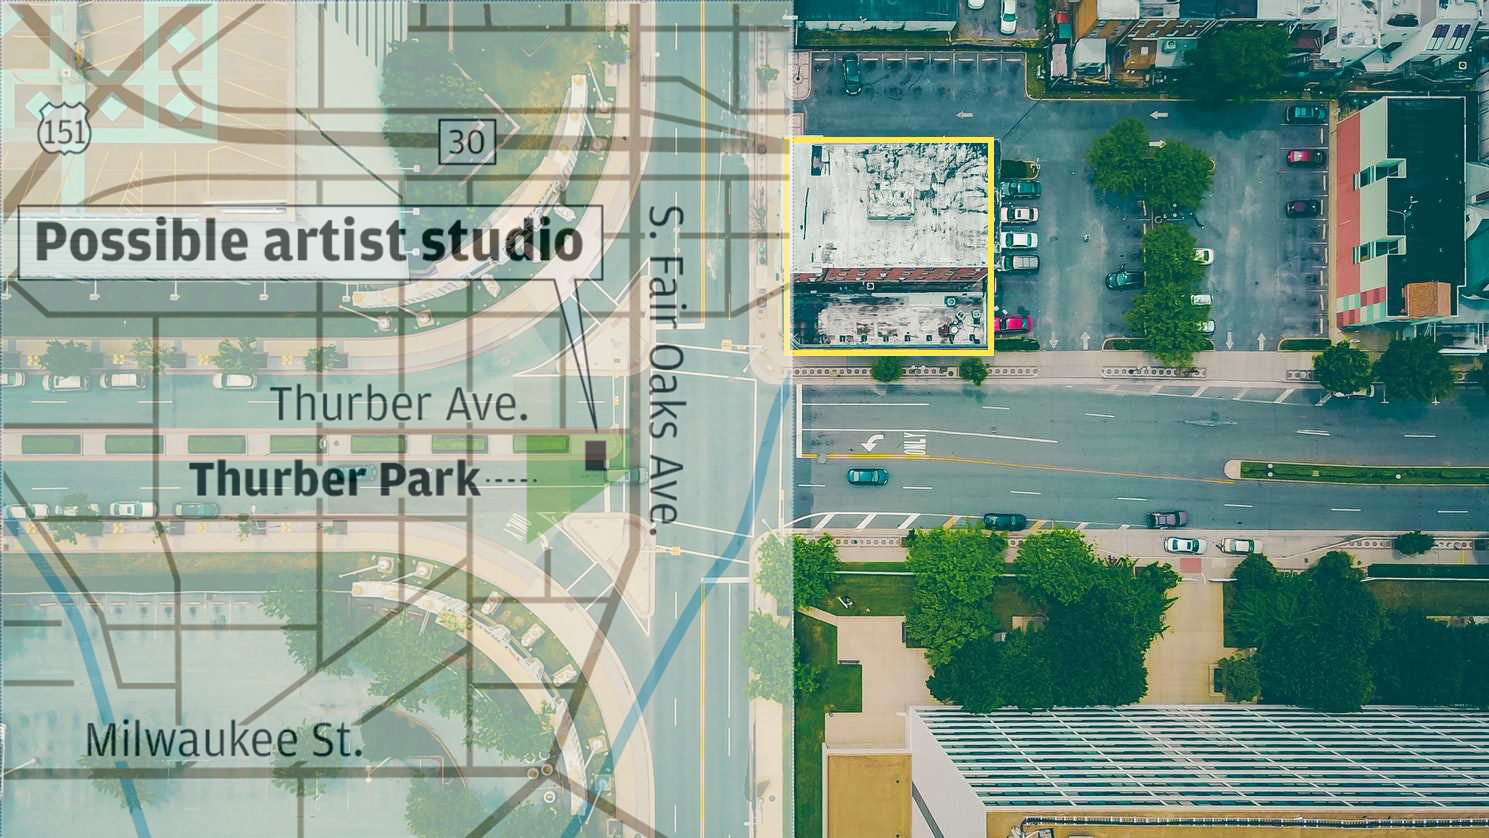 151
30
Possible artist studio
S. Fair Oaks Ave.
Thurber Ave.
ONLY
Thurber Park
Milwaukee St.